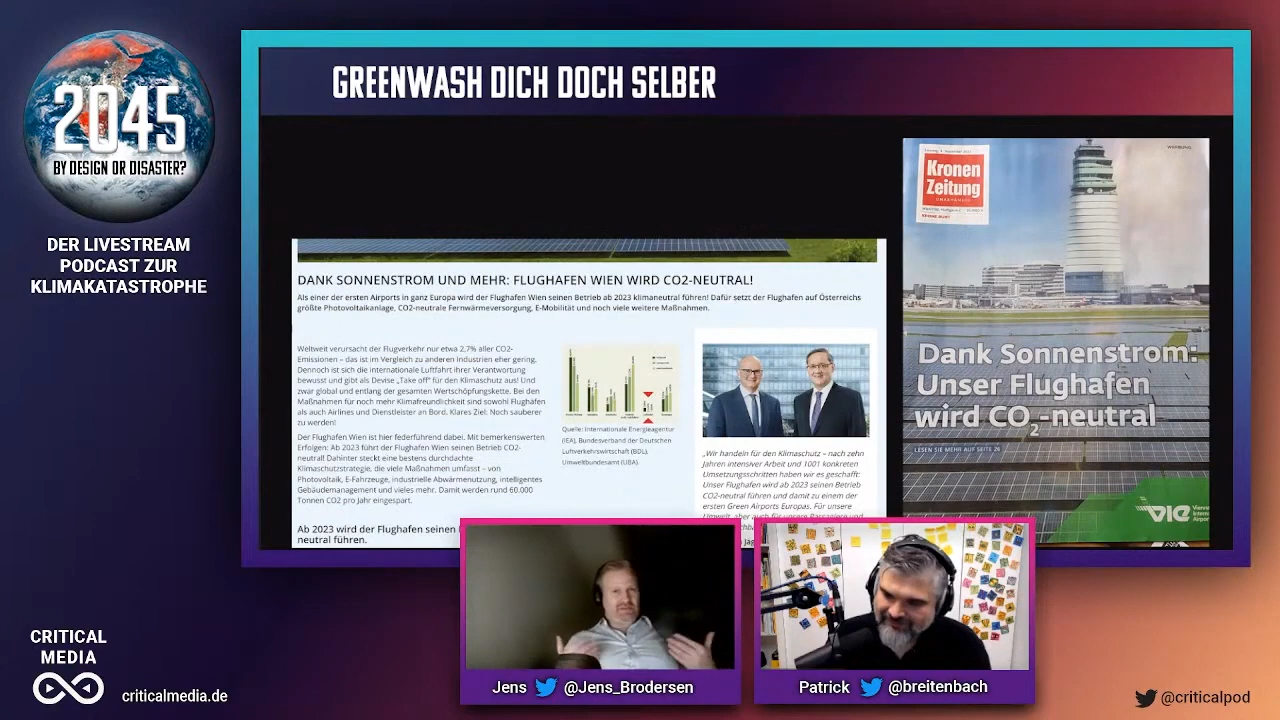 GREENWASH DICH DOCH SELBER
2045
BY DESIGN OR DISASTER?
DER LIVESTREAM
PODCAST ZUR
KLIMAKATASTROPHE
DANK SONNENSTROM UND MEHR: FLUGHAFEN WIEN WIRD CO2-NEUTRAL!
Als einer der ersten Airports in ganz Europa wird der Flughafen Wien seinen Betrieb ab 2023 klimaneutral führen! Dafür setzt der Flughafen auf Österreichs
größte Photovoltaikanlage, CO2-neutrale Fernwärmeversorgung, E-Mobilität und noch viele weitere Maßnahmen.
Weltweit verursacht der Flugverkehr nur etwa 2,7% aller CO2-
Emissionen – das ist im Vergleich zu anderen Industrien eher gering.
Dennoch ist sich die internationale Luftfahrt ihrer Verantwortung
bewusst und gibt als Devise „Take off“ für den Klimaschutz aus! Und
zwar global und entlang der gesamten Wertschöpfungskette. Bei den
Maßnahmen für noch mehr Klimafreundlichkeit sind sowohl Flughäfen
als auch Airlines und Dienstleister an Bord. Klares Ziel: Noch sauberer
zu werden!
Der Flughafen Wien ist hier federführend dabei. Mit bemerkenswerten
Erfolgen: Ab 2023 führt der Flughafen Wien seinen Betrieb CO2-
neutral! Dahinter steckt eine bestens durchdachte
Klimaschutzstrategie, die viele Maßnahmen umfasst – von
Photovoltaik, E-Fahrzeuge, industrielle Abwärmenutzung, intelligentes
Gebäudemanagement und vieles mehr. Damit werden rund 60.000
Tonnen CO2 pro Jahr eingespart.
Ab 2023 wird der Flughafen seinen
neutral führen.
Quelle: Internationale Energieagentur
(IEA), Bundesverband der Deutschen
Luftverkehrswirtschaft (BDL),
Umweltbundesamt (UBA)
„Wir handeln für den Klimaschutz – nach zehn
Jahren intensiver Arbeit und 1001 konkreten
Umsetzungsschritten haben wir es geschafft:
Unser Flughafen wird ab 2023 seinen Betrieb
CO2-neutral führen und damit zu einem der
ersten Green Airports Europas. Für unsere
Umwelt, aber auch für unsere Passagiere und
WERBUNG
Kronen
Zeitung
Dank Sonnenstrom:
Unser Flughafen
wird CO2-neutral
LESEN SIE MEHR AUF SEITE 26
VIE
Vienna
International
Airport
Jens @Jens_Brodersen
Patrick @breitenbach
CRITICAL
MEDIA
criticalmedia.de
@criticalpod